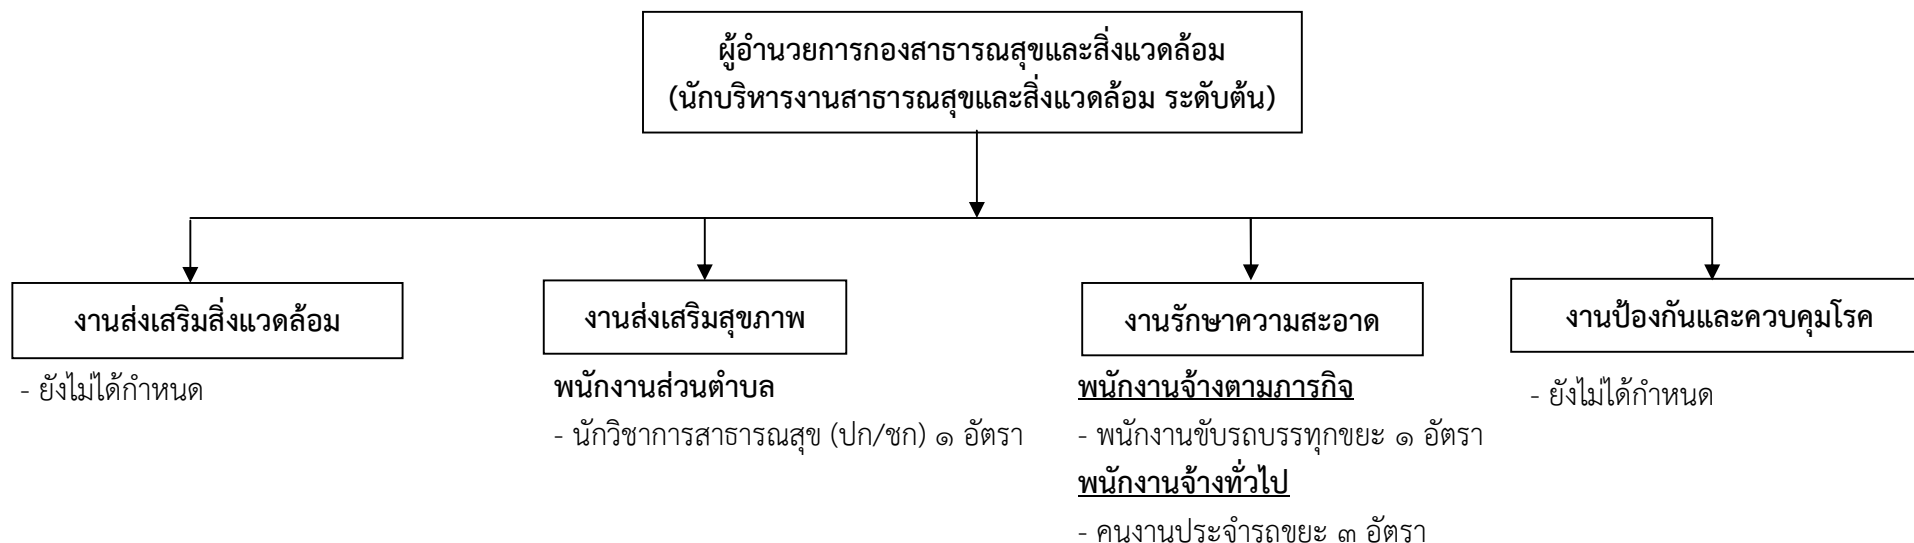 ผู้อำนวยการกองสาธารณสุขและสิ่งแวดล้อม
(นักบริหารงานสาธารณสุขและสิ่งแวดล้อม ระดับต้น)
งานส่งเสริมสิ่งแวดล้อม
- ยังไม่ได้กำหนด
งานส่งเสริมสุขภาพ
พนักงานส่วนตำบล
- นักวิชาการสาธารณสุข (ปก/ชก) ๑ อัตรา
งานรักษาความสะอาด
พนักงานจ้างตามภารกิจ
- พนักงานขับรถบรรทุกขยะ ๑ อัตรา
พนักงานจ้างทั่วไป
- คนงานประจำรถขยะ ๓ อัตรา
งานป้องกันและควบคุมโรค
- ยังไม่ได้กำหนด